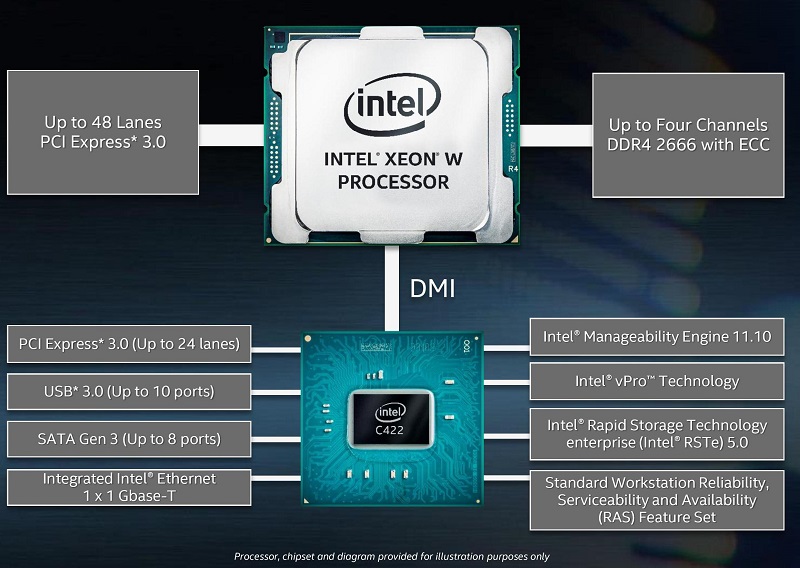 Up to 48 Lanes
PCI Express* 3.0
intel
INTEL® XEON® W
PROCESSOR
R4
Up to Four Channels
DDR4 2666 with ECC
DMI
PCI Express* 3.0 (Up to 24 lanes)
USB* 3.0 (Up to 10 ports)
SATA Gen 3 (Up to 8 ports)
Integrated Intel® Ethernet
1 x 1 Gbase-T
intel
C422
Intel® Manageability Engine 11.10
Intel® vPro™ Technology
Intel® Rapid Storage Technology
enterprise (Intel® RSTe) 5.0
Standard Workstation Reliability,
Serviceability and Availability
(RAS) Feature Set
Processor, chipset and diagram provided for illustration purposes only